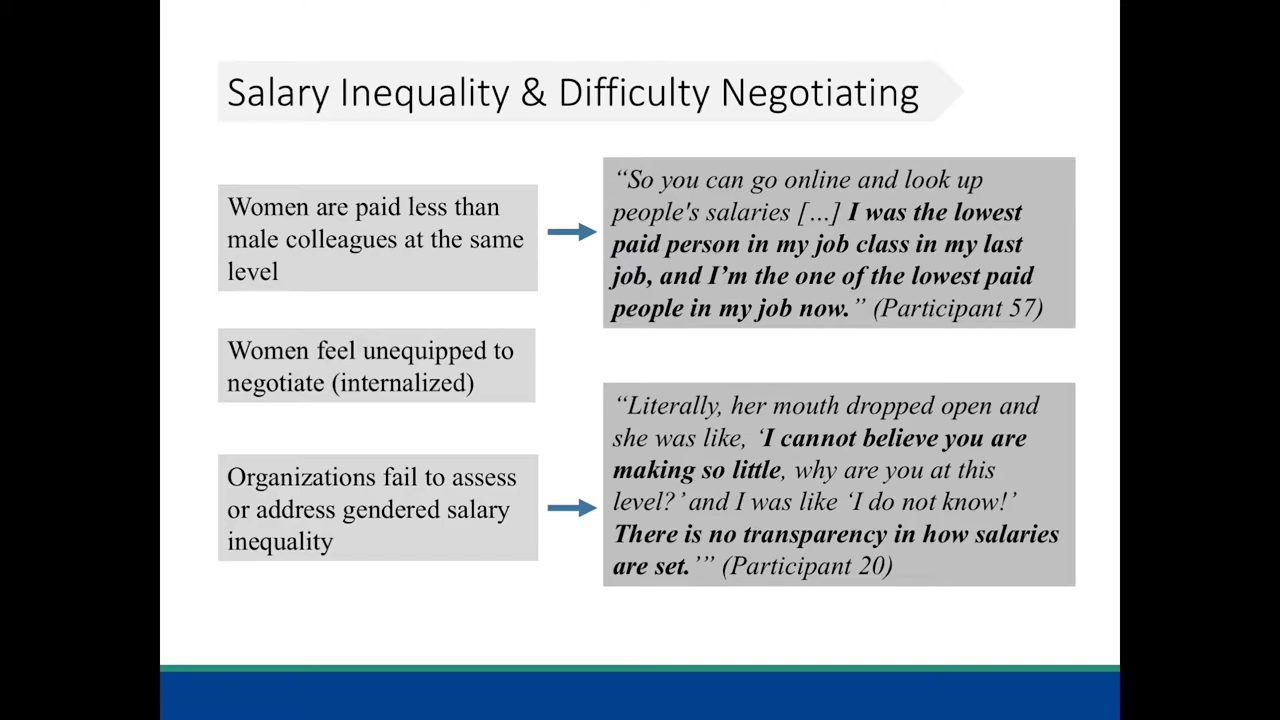 Salary Inequality & Difficulty Negotiating
Women are paid less than
male colleagues at the same
level
“So you can go online and look up
people's salaries […] I was the lowest
paid person in my job class in my last
job, and I’m the one of the lowest paid
people in my job now.” (Participant 57)
Women feel unequipped to
negotiate (internalized)
Organizations fail to assess
or address gendered salary
inequality
“Literally, her mouth dropped open and
she was like, ‘I cannot believe you are
making so little, why are you at this
level?’ and I was like ‘I do not know!’
There is no transparency in how salaries
are set.’” (Participant 20)